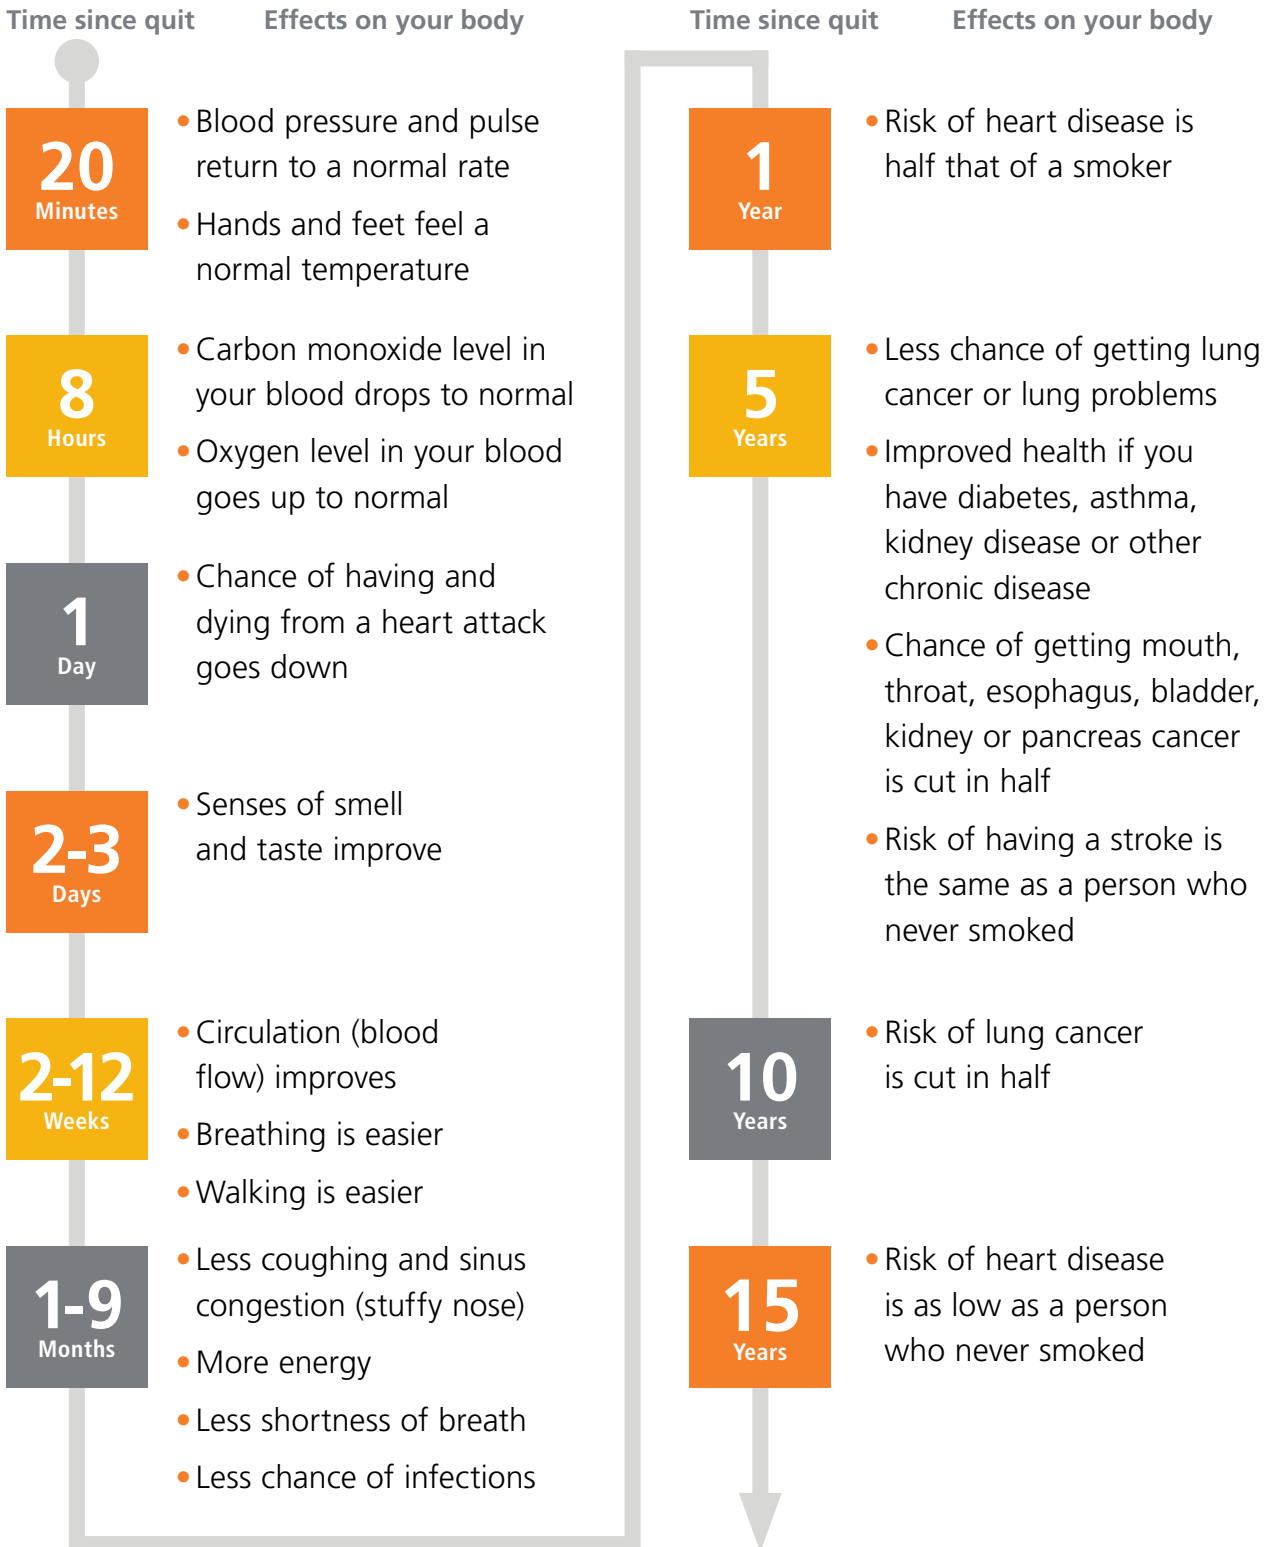 Time since quit
Effects on your body
20
Minutes
• Blood pressure and pulse
return to a normal rate
• Hands and feet feel a
normal temperature
8
Hours
• Carbon monoxide level in
your blood drops to normal
• Oxygen level in your blood
goes up to normal
1
Day
• Chance of having and
dying from a heart attack
goes down
2-3
Days
• Senses of smell
and taste improve
2-12
Weeks
• Circulation (blood
flow) improves
• Breathing is easier
• Walking is easier
1-9
Months
• Less coughing and sinus
congestion (stuffy nose)
• More energy
• Less shortness of breath
• Less chance of infections
Time since quit
Effects on your body
1
Year
• Risk of heart disease is
half that of a smoker
5
Years
• Less chance of getting lung
cancer or lung problems
• Improved health if you
have diabetes, asthma,
kidney disease or other
chronic disease
• Chance of getting mouth,
throat, esophagus, bladder,
kidney or pancreas cancer
is cut in half
• Risk of having a stroke is
the same as a person who
never smoked
10
Years
• Risk of lung cancer
is cut in half
15
Years
• Risk of heart disease
is as low as a person
who never smoked